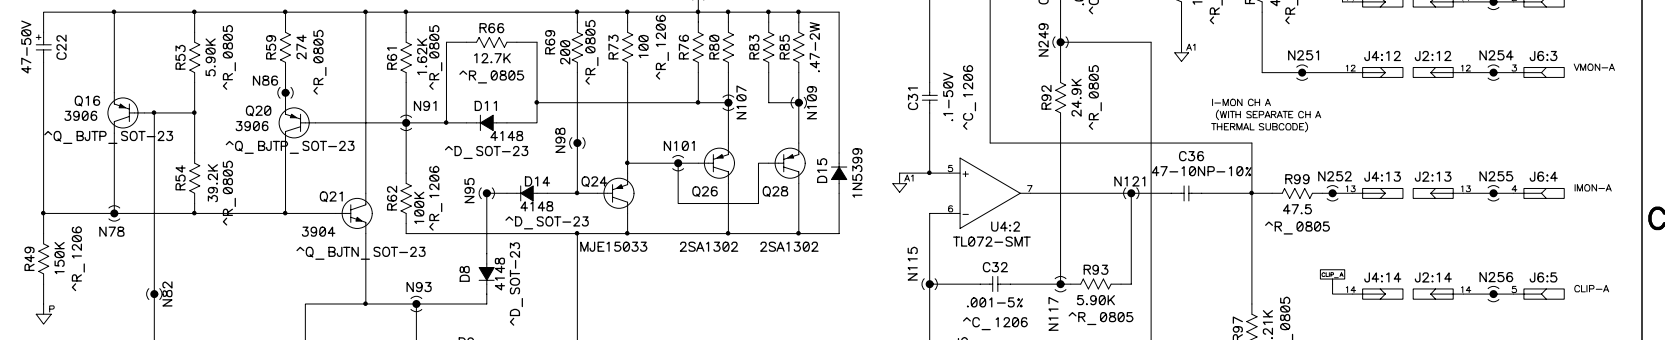 47-50V
+
C22
R53
5.90K
^R_0805
R59
274
^R_0805
R61
1.62K
^R_0805
R66
12.7K
^R_0805
R69
200
^R_0805
R73
100
^R_1206
R76
R80
R83
R85
.47-2W
Q16
3906
^Q_BJTP_SOT-23
N86
Q20
3906
^Q_BJTP_SOT-23
N91
D11
4148
^D_SOT-23
N98
N107
N109
N101
R54
39.2K
^R_0805
Q21
3904
^Q_BJTN_SOT-23
R62
100K
^R_1206
N95
D14
4148
^D_SOT-23
Q24
MJE15033
Q26
2SA1302
Q28
2SA1302
D15
1N5399
N78
R49
150K
^R_1206
P
N82
N93
D8
4148
^D_SOT-23
N249
R92
24.9K
^R_0805
C31
.1-50V
^C_1206
A1
N251
12
J4:12
J2:12
12
N254
3
J6:3
VMON-A
I-MON CH A
(WITH SEPARATE CH A
THERMAL SUBCODE)
A1
5
+
6
-
7
U4:2
TL072-SMT
N121
C36
47-10NP-10%
R99
47.5
^R_0805
N252
13
J4:13
J2:13
13
N255
4
J6:4
IMON-A
N115
C32
.001-5%
^C_1206
N117
R93
5.90K
^R_0805
CLIP_A
14
J4:14
J2:14
14
N256
5
J6:5
CLIP-A
R97
C